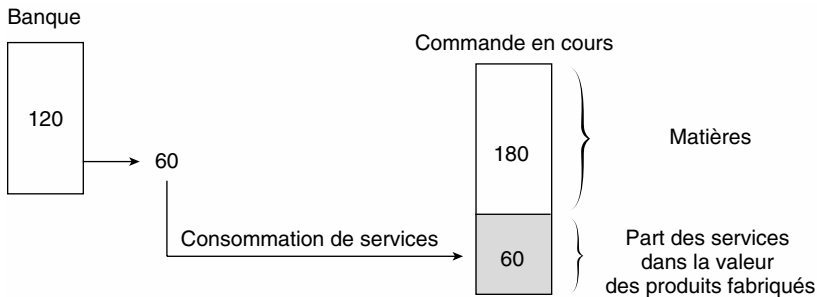 Banque
Commande en cours
120
60
180
Matières
Consommation de services
60
Part des services
dans la valeur
des produits fabriqués